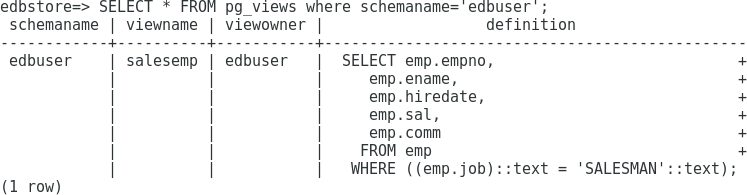 edbstore=> SELECT * FROM pg_views where schemaname='edbuser';
 schemaname | viewname | viewowner |                  definition
------------+----------+-----------+-----------------------------------------------
 edbuser    | salesemp | edbuser   |  SELECT emp.empno,                           +
            |          |           |     emp.ename,                               +
            |          |           |     emp.hiredate,                            +
            |          |           |     emp.sal,                                 +
            |          |           |     emp.comm                                 +
            |          |           |    FROM emp                                  +
            |          |           |   WHERE ((emp.job)::text = 'SALESMAN'::text);
(1 row)